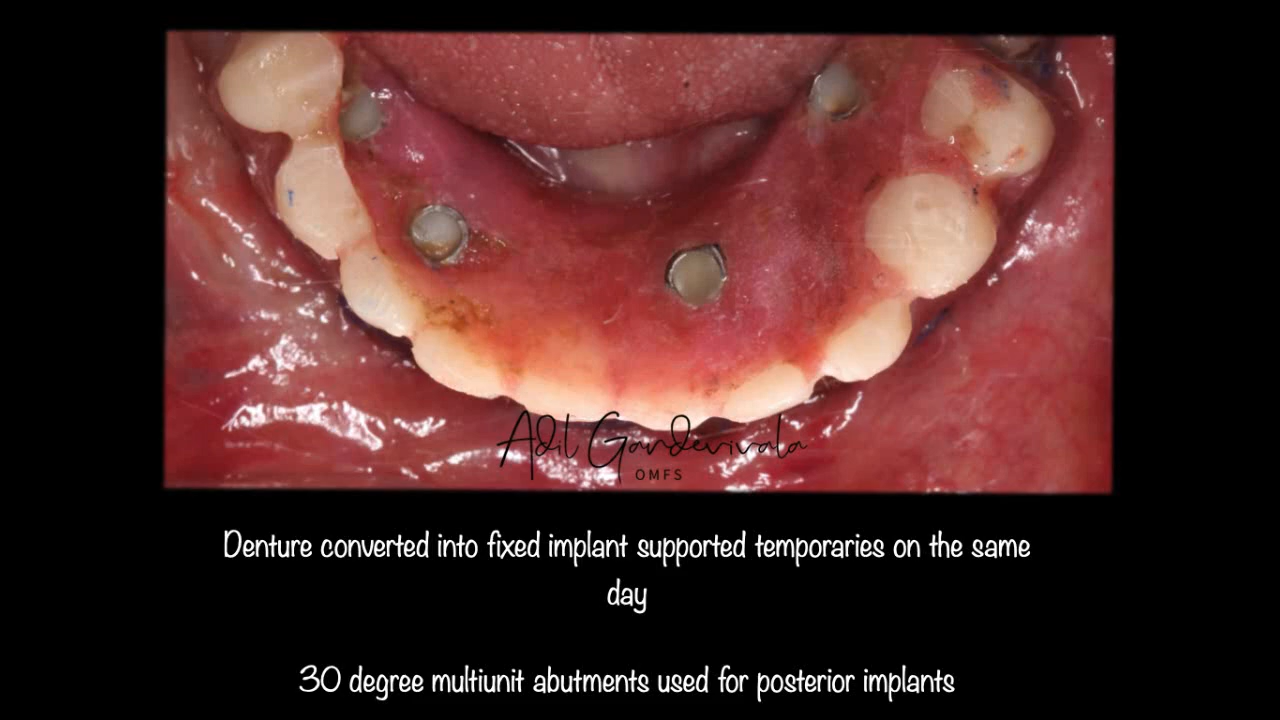 Adil Gandevivala
OMFS
Denture converted into fixed implant supported temporaries on the same
day
30 degree multiunit abutments used for posterior implants